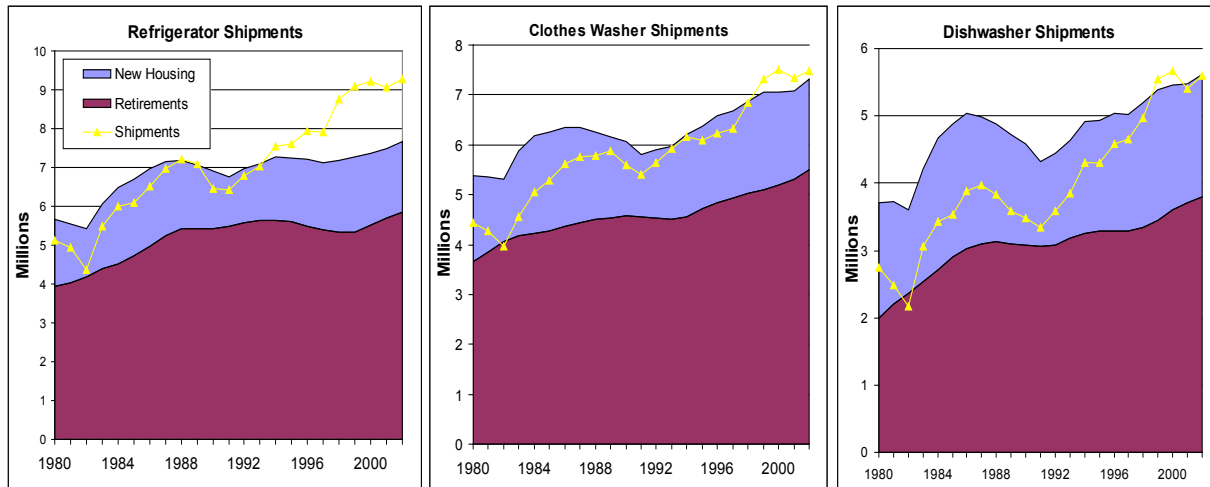 Refrigerator Shipments
Millions
10
9
8
7
6
5
4
3
2
1
0
New Housing
Retirements
Shipments
1980 1984 1988 1992 1996 2000
Clothes Washer Shipments
Millions
8
7
6
5
4
3
2
1
0
1980 1984 1988 1992 1996 2000
Dishwasher Shipments
Millions
6
5
4
3
2
1
0
1980 1984 1988 1992 1996 2000